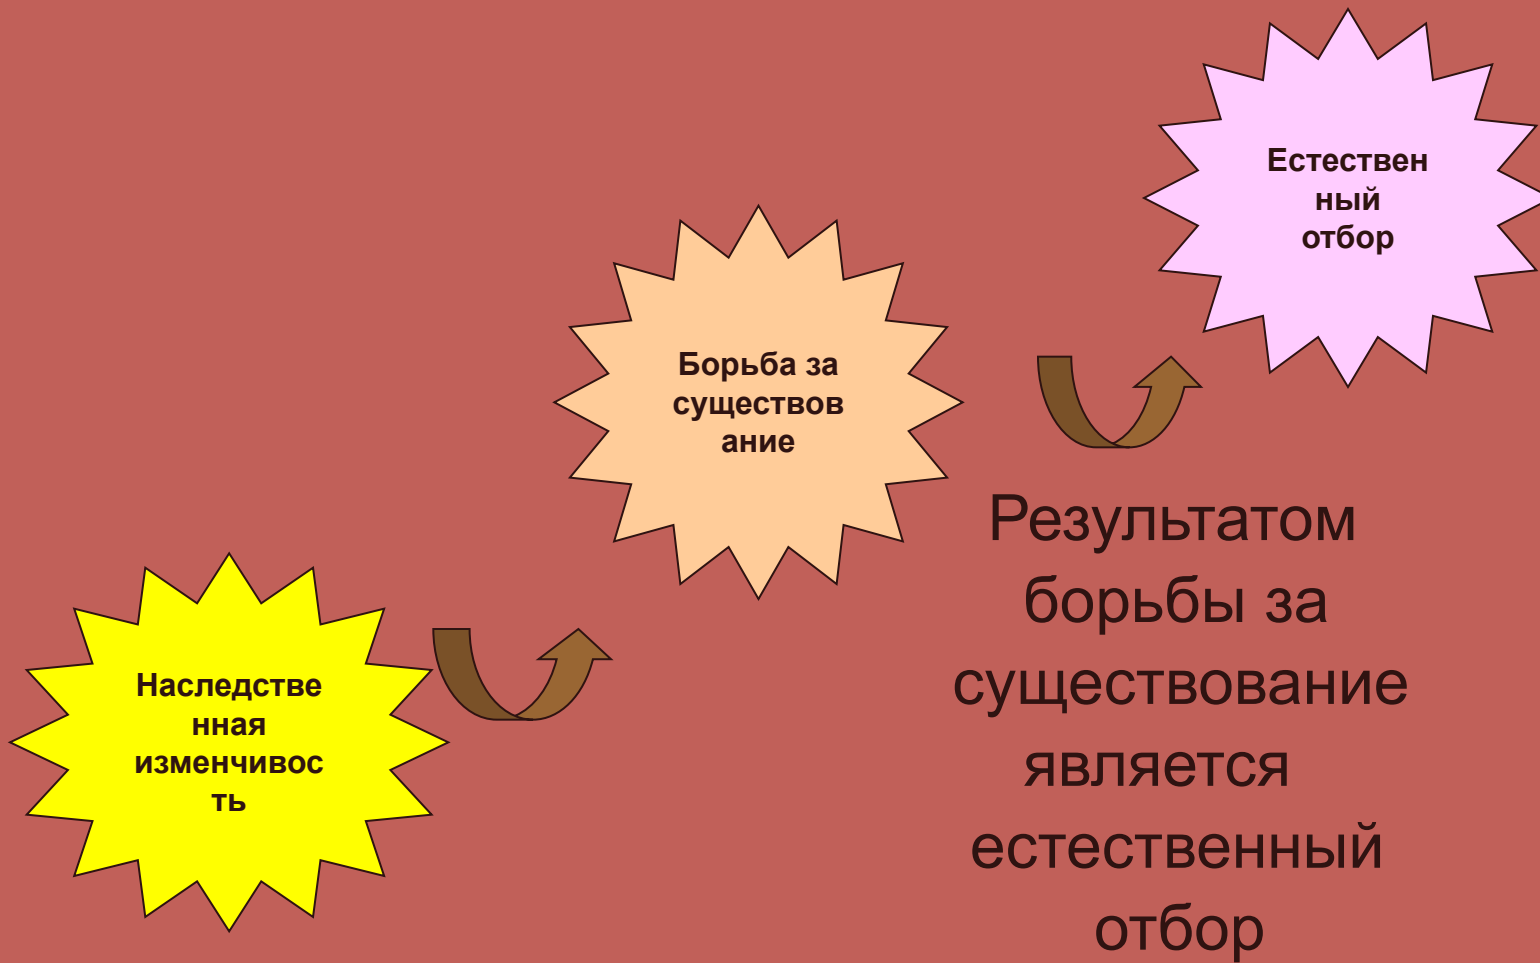 Естествен
ный
отбор
Борьба за
существов
ание
Наследстве
нная
изменчивос
ть
Результатом
борьбы за
существование
является
естественный
отбор